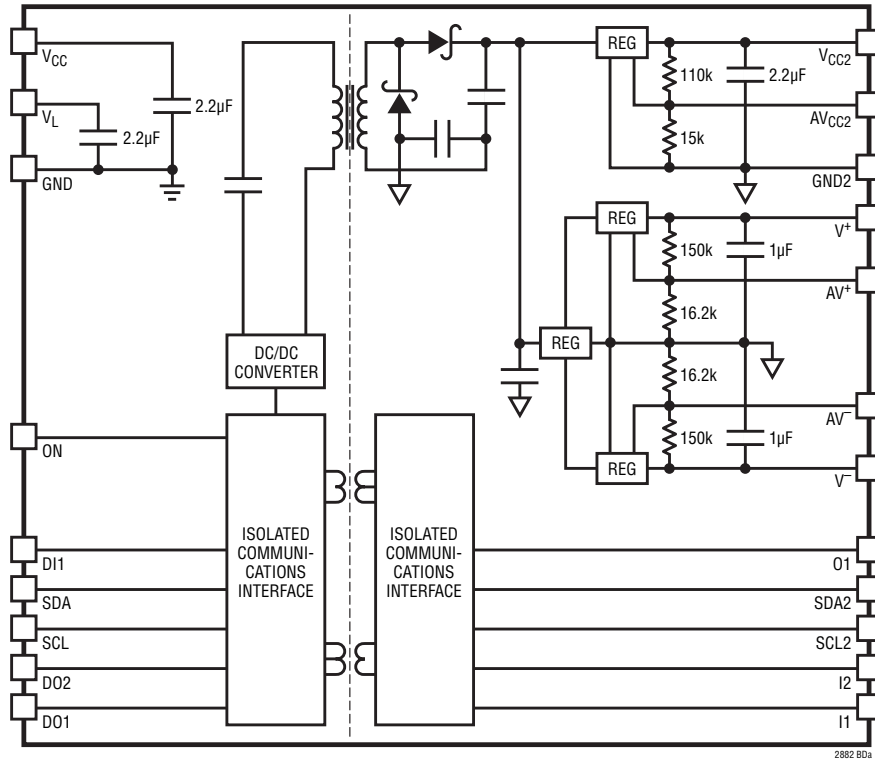 VCC
2.2µF
VL
2.2µF
GND
REG
110k
2.2µF
VCC2
AVCC2
15k
GND2
REG
V+
150k
1µF
AV+
16.2k
REG
DC/DC
CONVERTER
16.2k
AV−
150k
1µF
REG
V−
ON
ISOLATED
COMMUNI-
CATIONS
INTERFACE
ISOLATED
COMMUNI-
CATIONS
INTERFACE
DI1
O1
SDA
SDA2
SCL
SCL2
DO2
I2
DO1
I1
2882 BDa